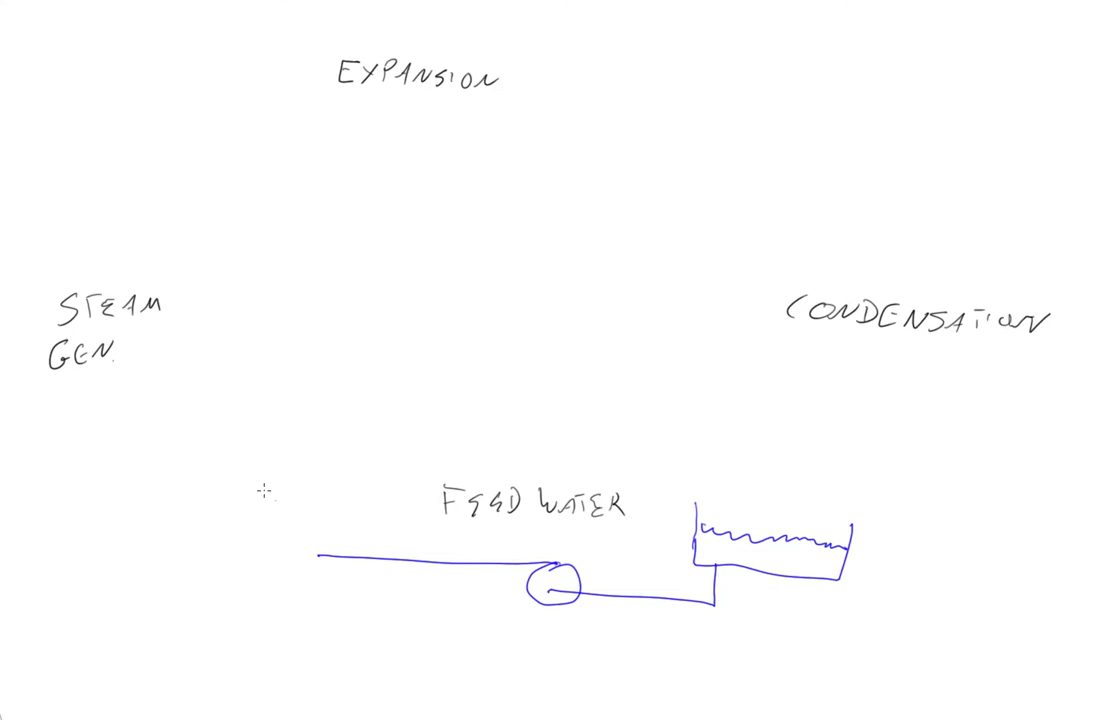 EXPANSION
STEAM
GEN.
CONDENSATION
FEED WATER